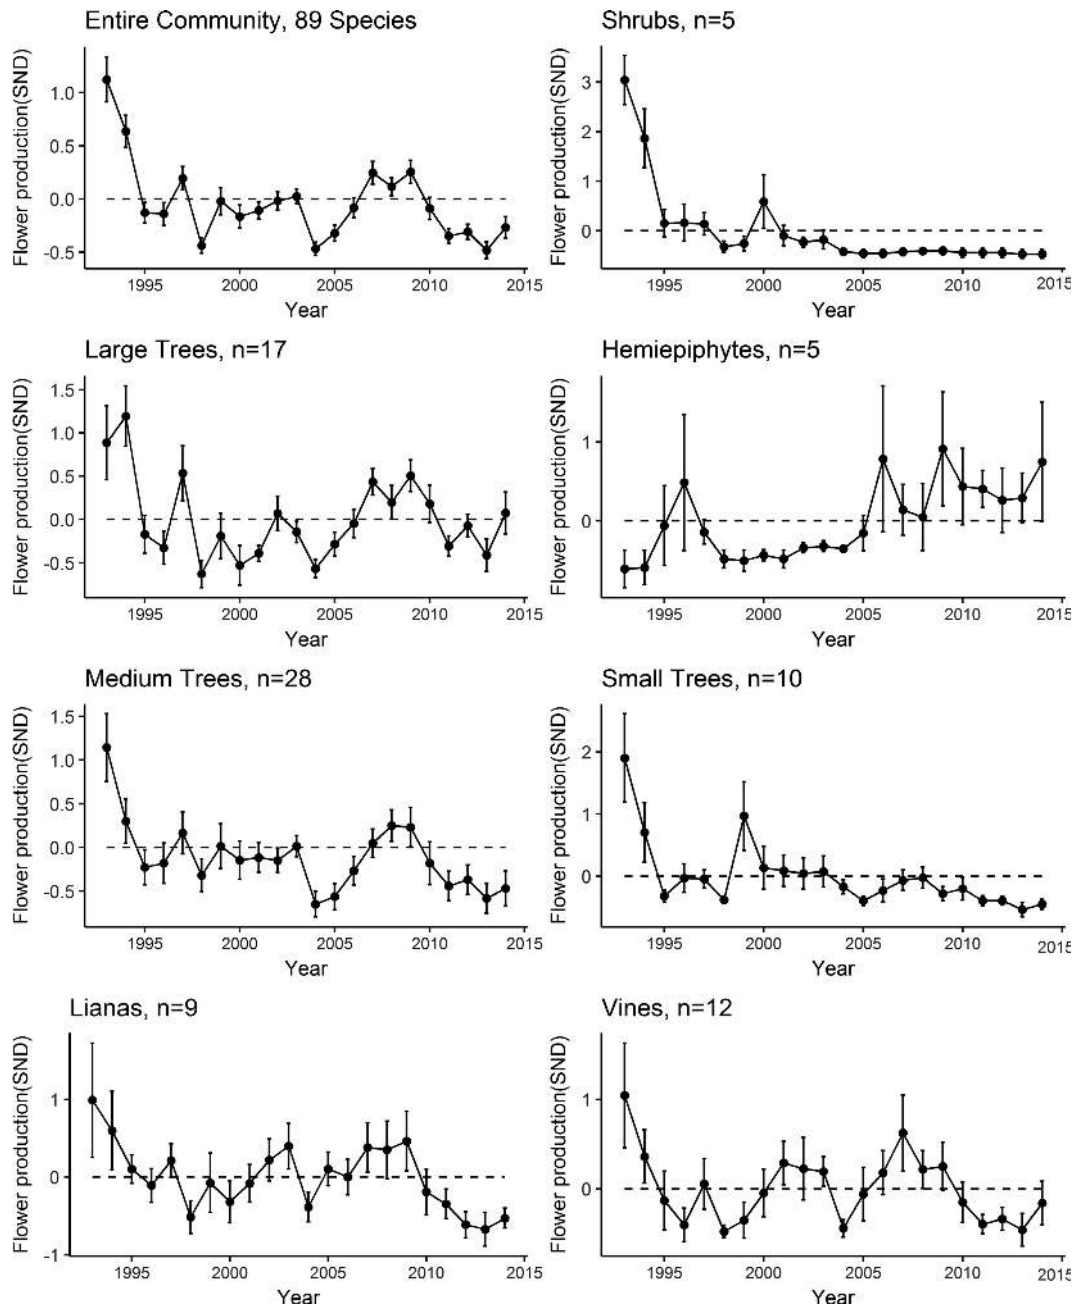 Entire Community, 89 Species
Flower production(SND)
1.0
0.5
0.0
-0.5
1995 2000 2005 2010 2015
Year
Shrubs, n=5
Flower production(SND)
3
2
1
0
1995 2000 2005 2010 2015
Year
Large Trees, n=17
Flower production(SND)
1.5
1.0
0.5
0.0
-0.5
1995 2000 2005 2010 2015
Year
Hemiepiphytes, n=5
Flower production(SND)
1
0
1995 2000 2005 2010 2015
Year
Medium Trees, n=28
Flower production(SND)
1.5
1.0
0.5
0.0
-0.5
1995 2000 2005 2010 2015
Year
Small Trees, n=10
Flower production(SND)
2
1
0
1995 2000 2005 2010 2015
Year
Lianas, n=9
Flower production(SND)
1
0
-1
1995 2000 2005 2010 2015
Year
Vines, n=12
Flower production(SND)
1
0
1995 2000 2005 2010 2015
Year